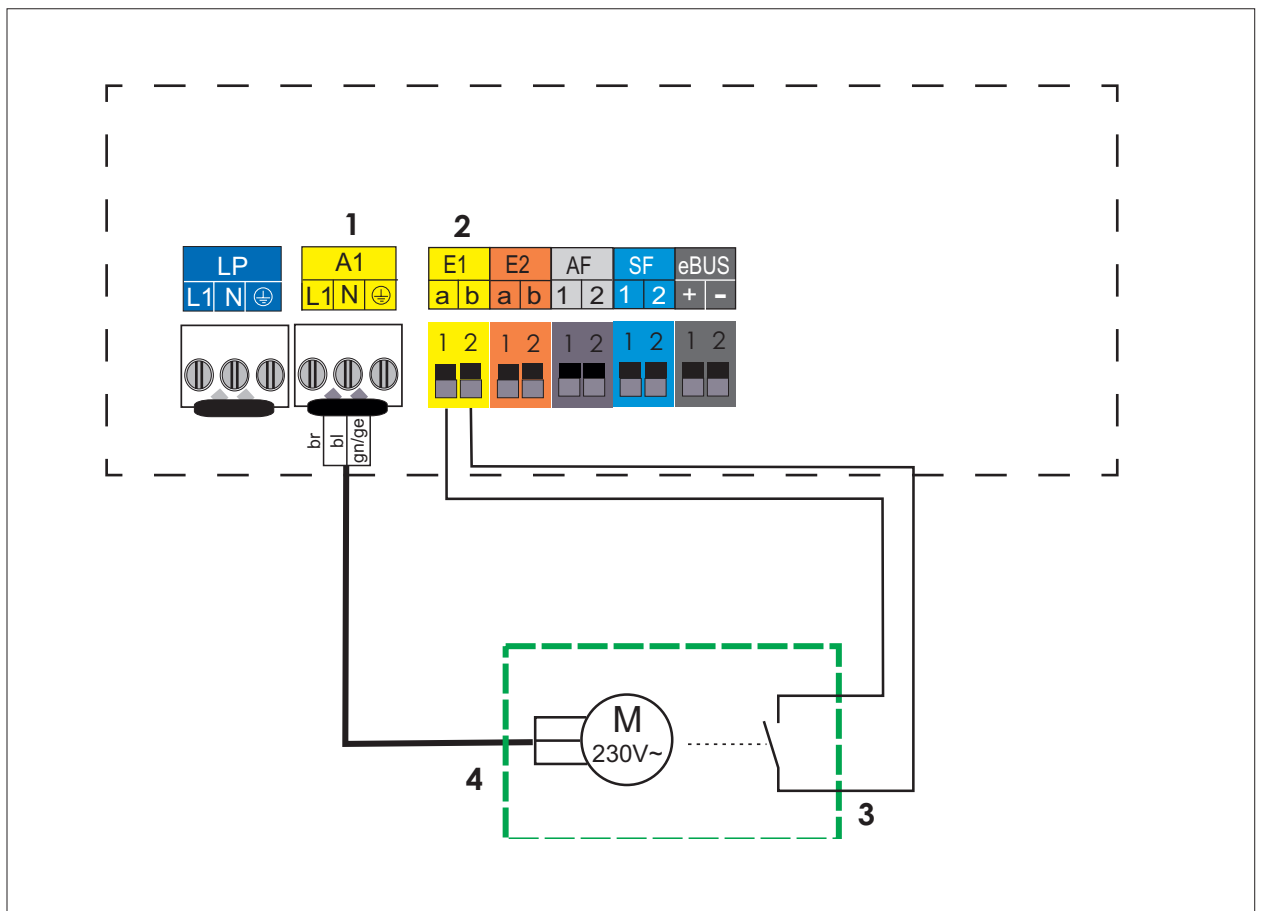 1 2
LP A1 E1 E2 AF SF eBUS
L1 N L1 N a b a b 1 2 1 2 + -
1 2 1 2 1 2 1 2 1 2
br bl gn/ge
M
230V~
4
3